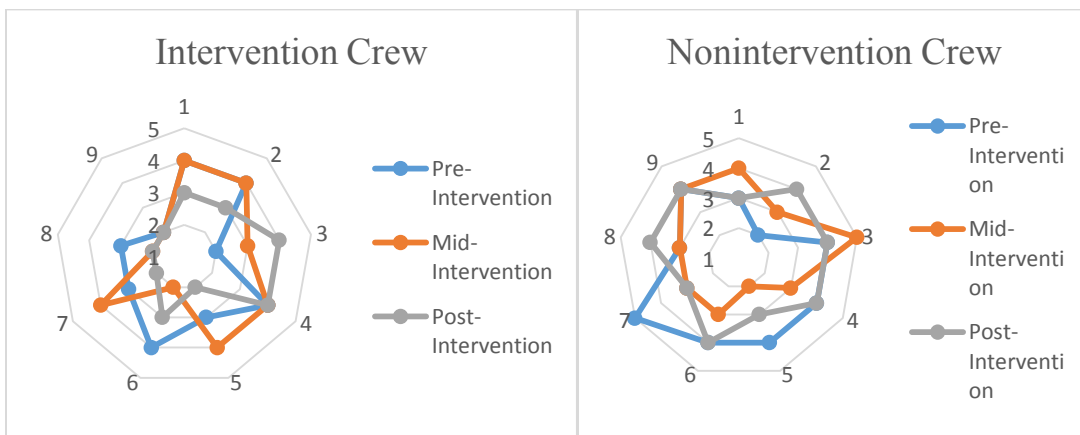 Intervention Crew
1
2
3
4
5
6
7
8
9
5
4
3
2
1
Pre-
Intervention
Mid-
Intervention
Post-
Intervention
Nonintervention Crew
1
2
3
4
5
6
7
8
9
5
4
3
2
1
Pre-
Interventi
on
Mid-
Interventi
on
Post-
Interventi
on